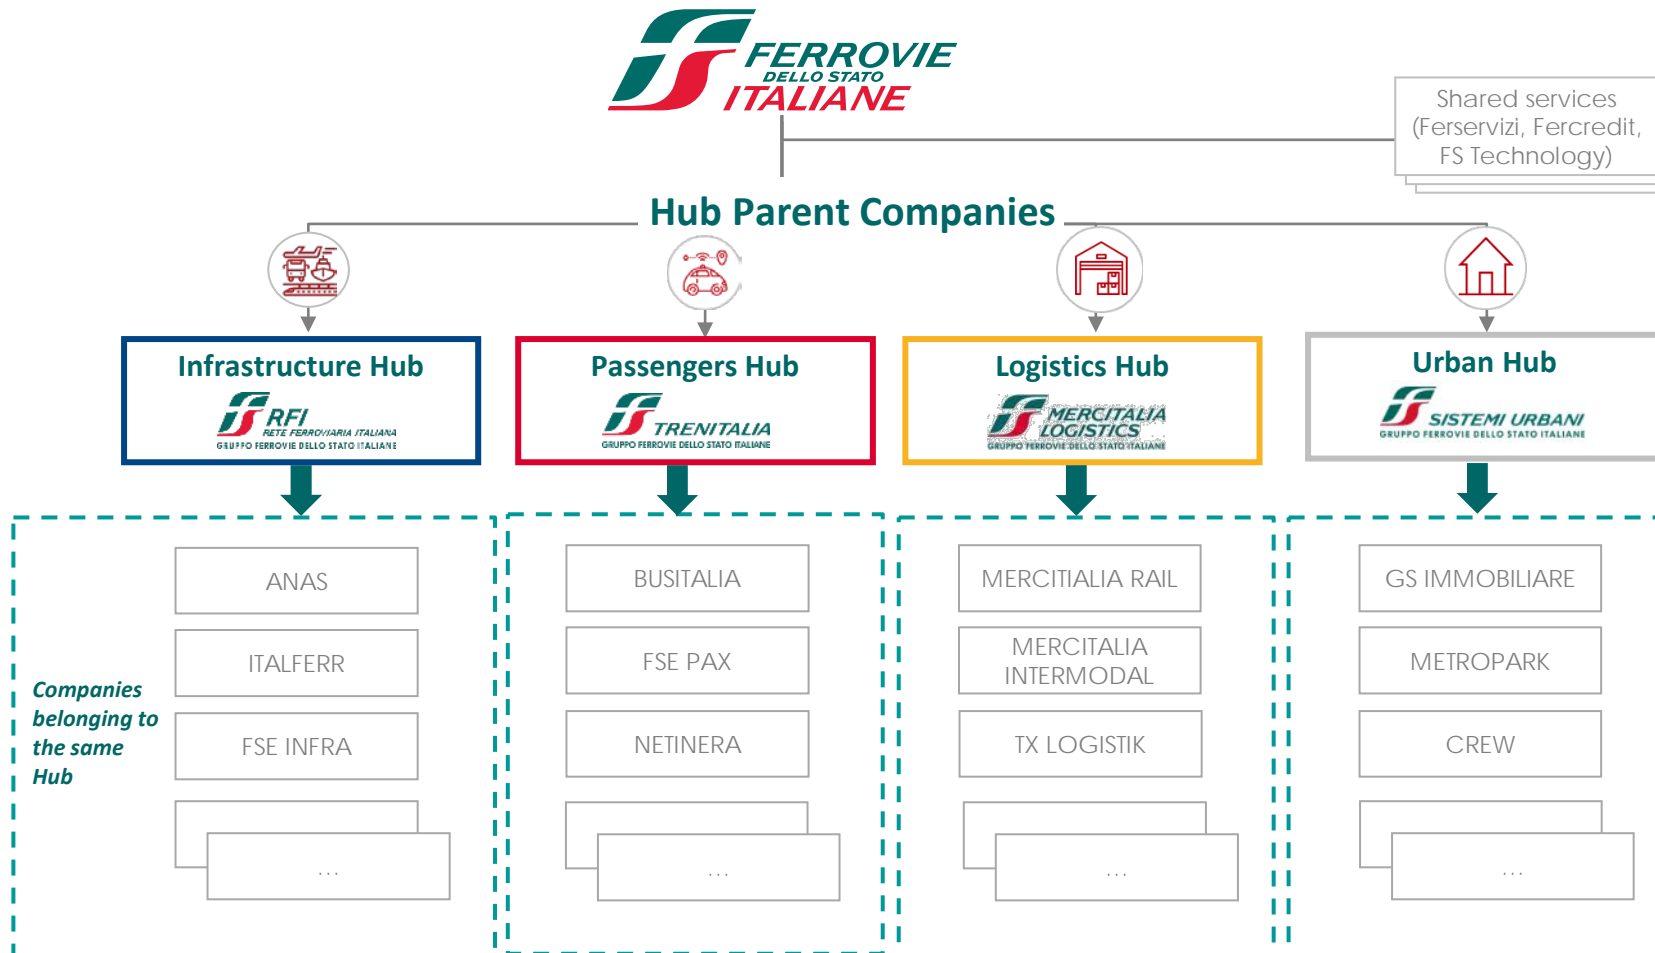 FERROVIE
DELLO STATO
ITALIANE
Shared services
(Ferservizi, Fercredit,
FS Technology)
Hub Parent Companies
Infrastructure Hub
RFI
RETE FERROVIARIA ITALIANA
GRUPPO FERROVIE DELLO STATO ITALIANE
Passengers Hub
TRENITALIA
GRUPPO FERROVIE DELLO STATO ITALIANE
Logistics Hub
MERCITALIA
LOGISTICS
GRUPPO FERROVIE DELLO STATO ITALIANE
Urban Hub
SISTEMI URBANI
GRUPPO FERROVIE DELLO STATO ITALIANE
Companies
belonging to
the same
Hub
ANAS
ITALFERR
FSE INFRA
...
BUSITALIA
FSE PAX
NETINERA
...
MERCITIALIA RAIL
MERCITALIA
INTERMODAL
TX LOGISTIK
...
GS IMMOBILIARE
METROPARK
CREW
...